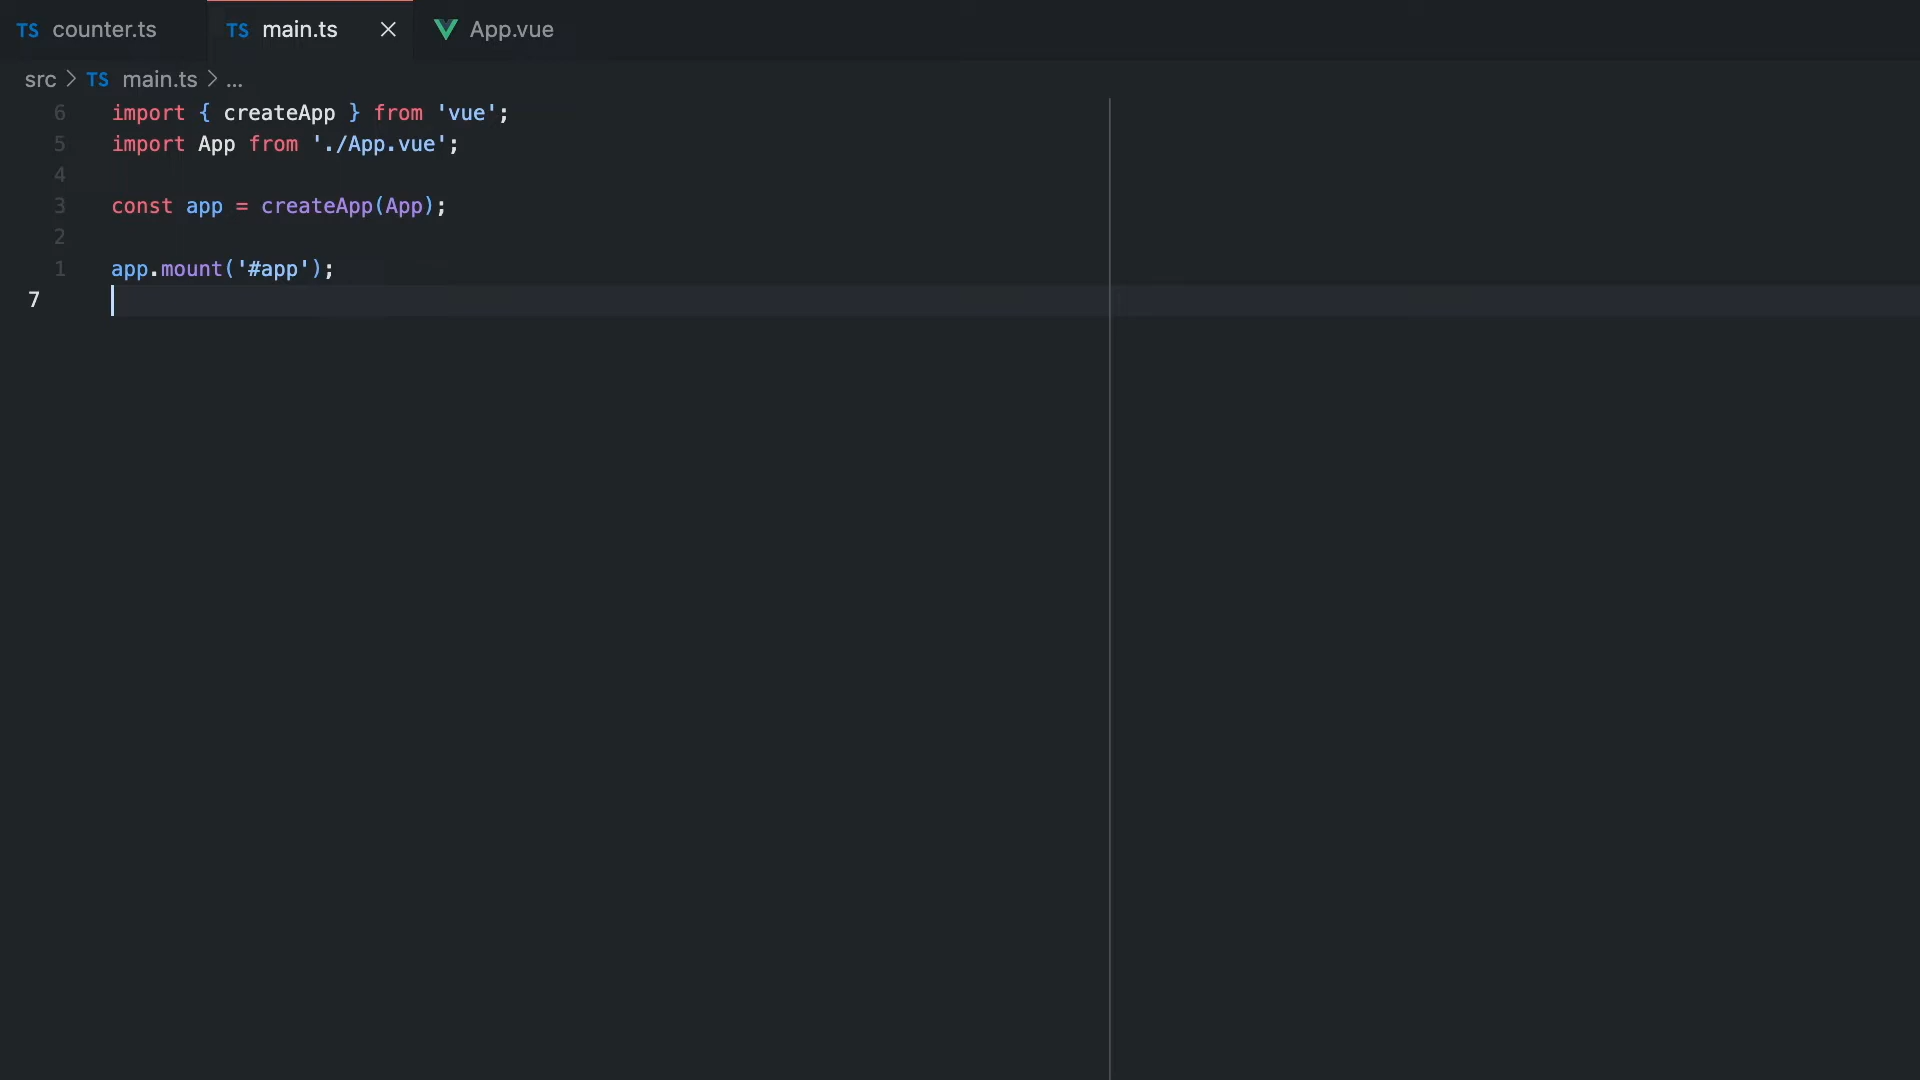 TS counter.ts TS main.ts App.vue
src > TS main.ts > ...
6 import { createApp } from 'vue';
5 import App from './App.vue';
4
3 const app = createApp(App);
2
1 app.mount('#app');
7